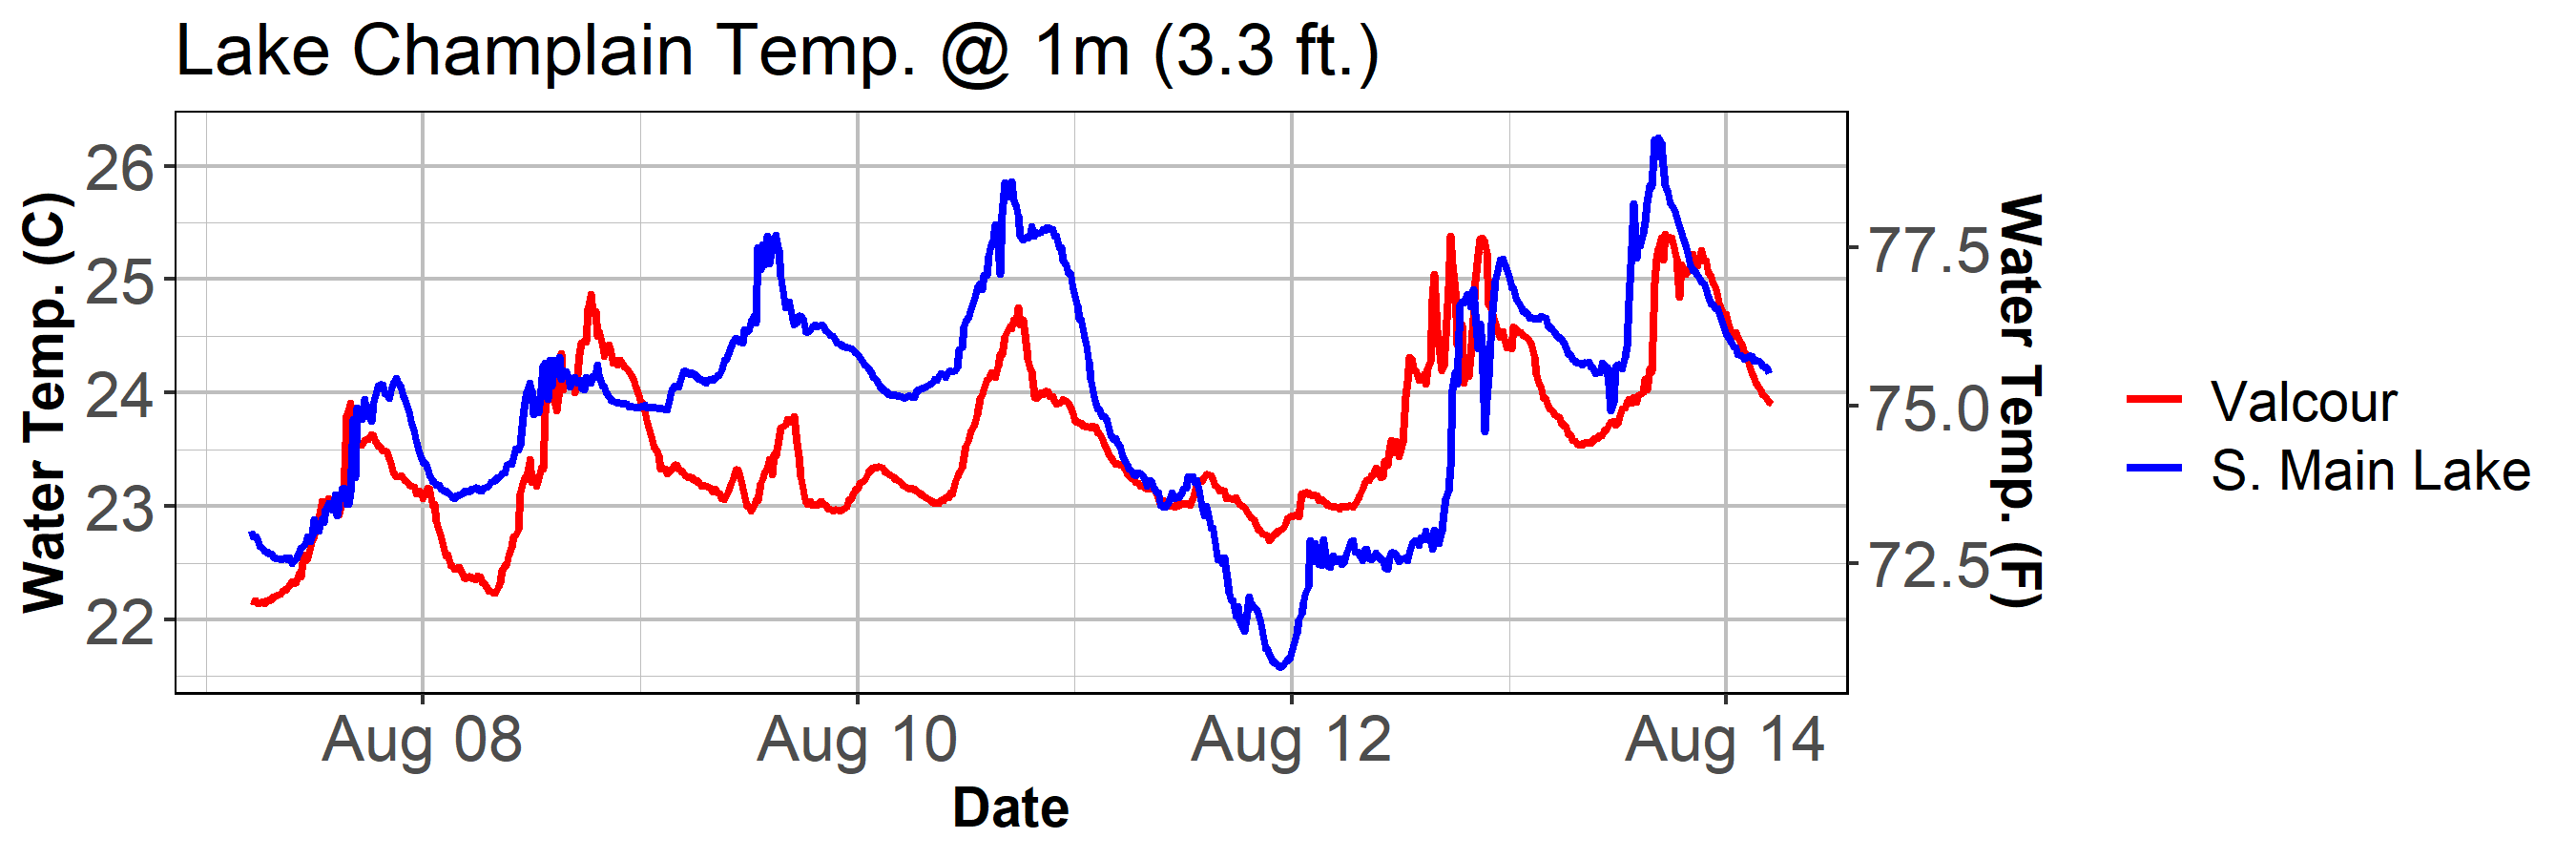 Lake Champlain Temp. @ 1m (3.3 ft.)
Water Temp. (C)
26
25
24
23
22
77.5
75.0
72.5
Water Temp. (F)
Aug 08
Aug 10
Aug 12
Aug 14
Date
Valcour
S. Main Lake